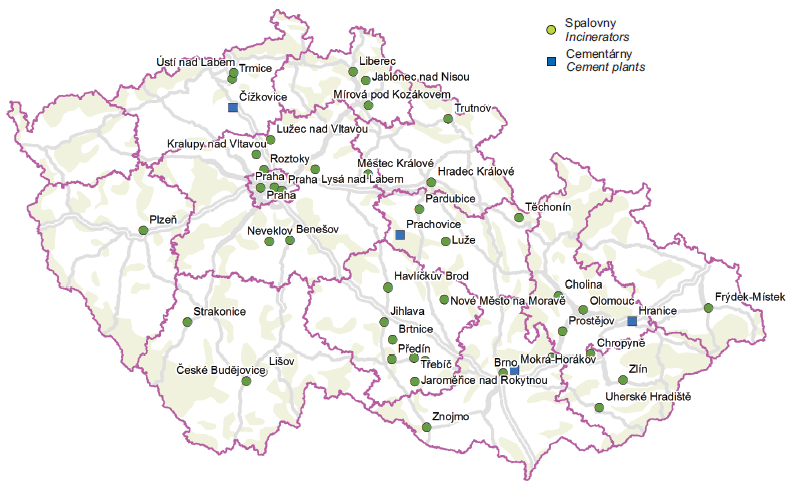 Spalovny
Incinerators
Cementárny
Cement plants
Liberec
Ústí nad Labem
Trmice
Jablonec nad Nisou
Čížkovice
Mírová pod Kozákovem
Trutnov
Lužec nad Vltavou
Kralupy nad Vltavou
Roztoky
Městec Králové
Hradec Králové
Praha
Praha
Lysá nad Labem
Praha
Pardubice
Těchonín
Plzeň
Prachovice
Neveklov
Benešov
Luže
Havlíčkův Brod
Cholina
Nové Město na Moravě
Olomouc
Frýdek-Místek
Strakonice
Jihlava
Hranice
Brtnice
Prostějov
Předín
Chropyně
Lišov
Třebíč
Brno
Mokrá-Horákov
České Budějovice
Zlín
Jaroměřice nad Rokytnou
Uherské Hradiště
Znojmo